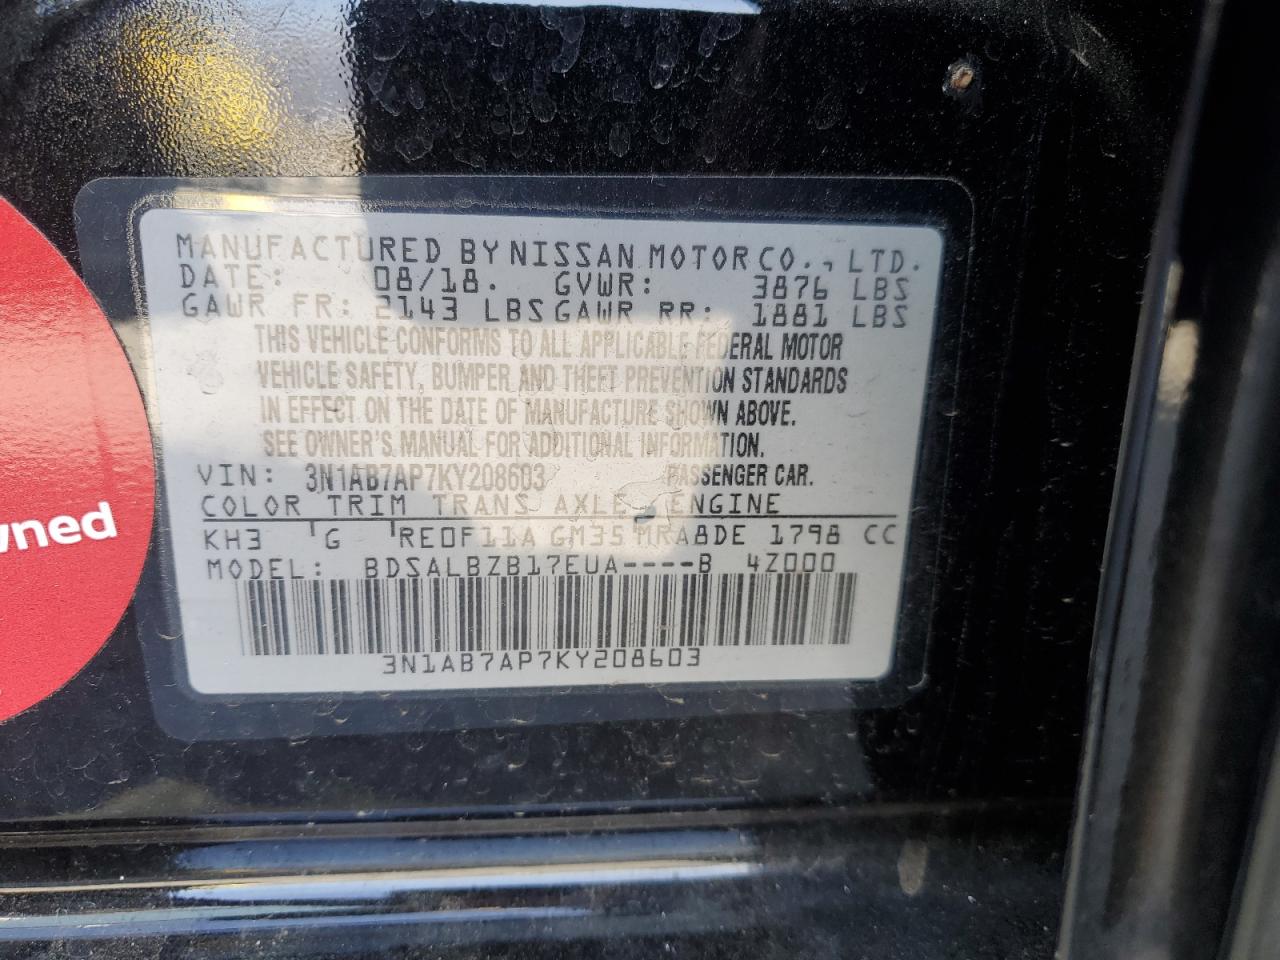 MANUFACTURED BY NISSAN MOTOR CO., LTD.
DATE: 08/18. GVWR: 3876 LBS
GAWR FR: 2143 LBS GAWR RR: 1881 LBS
THIS VEHICLE CONFORMS TO ALL APPLICABLE FEDERAL MOTOR
VEHICLE SAFETY, BUMPER AND THEFT PREVENTION STANDARDS
IN EFFECT ON THE DATE OF MANUFACTURE SHOWN ABOVE.
SEE OWNER'S MANUAL FOR ADDITIONAL INFORMATION.
VIN: 3N1AB7AP7KY208603 PASSENGER CAR.
COLOR TRIM TRANS AXLE ENGINE
KH3 G RE0F11A GM35 MRA8DE 1798 CC
MODEL: BDSALBZB17EUA----B 4Z000
3N1AB7AP7KY208603
wned